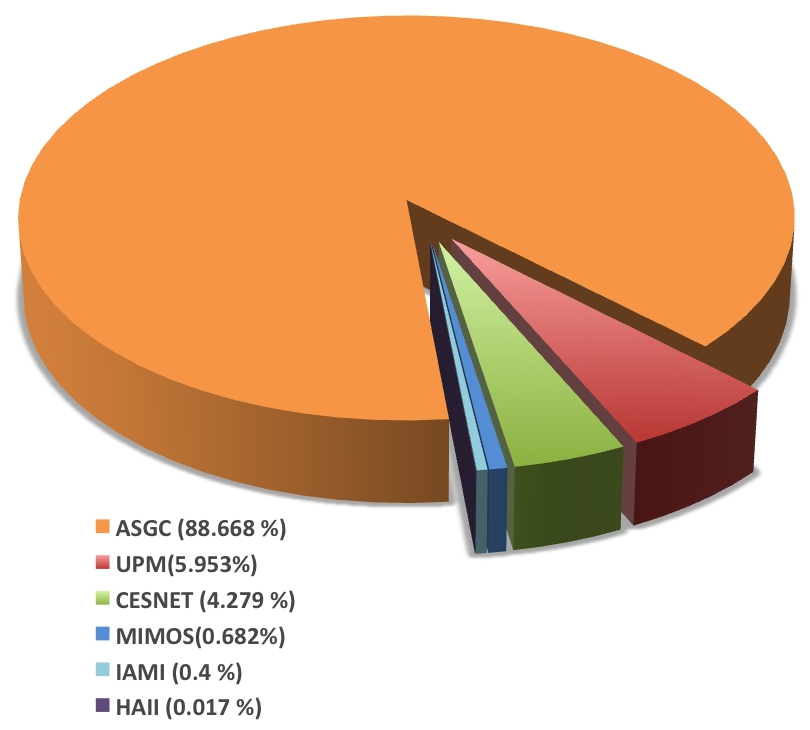 ASGC (88.668 %)
UPM(5.953%)
CESNET (4.279 %)
MIMOS(0.682%)
IAMI (0.4 %)
HAII (0.017 %)